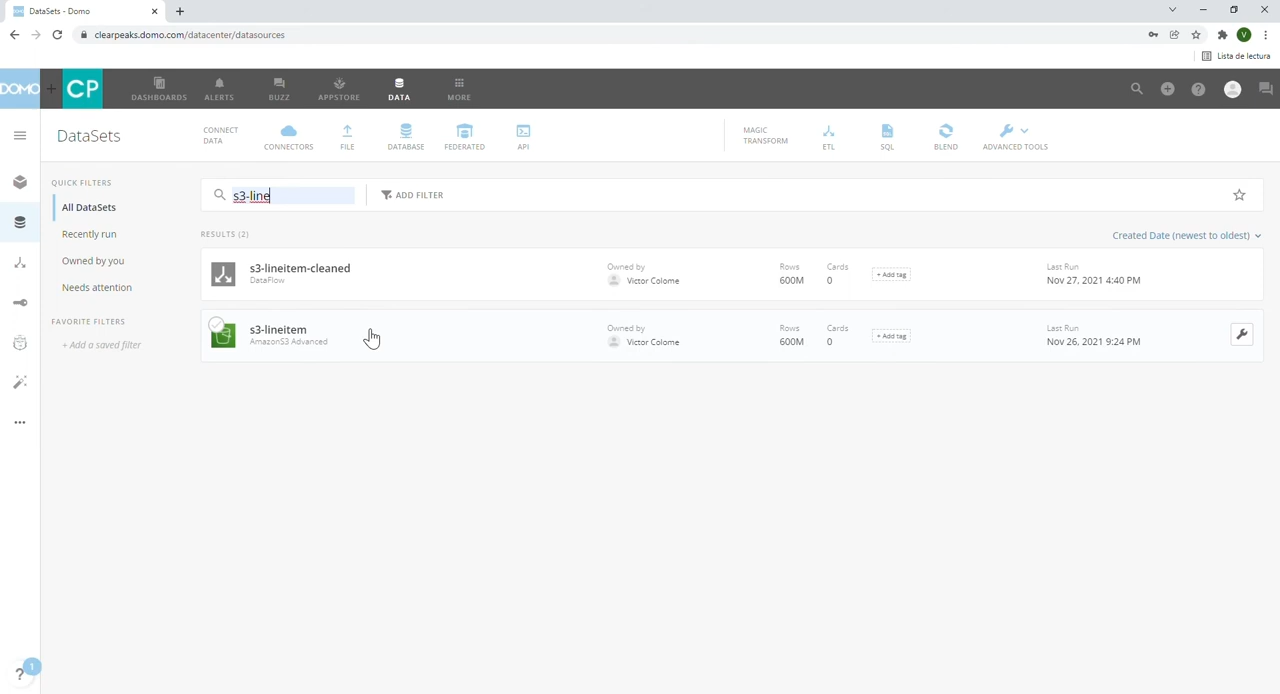 DataSets - Domo
clearpeaks.domo.com/datacenter/datasources
V
Lista de lectura
DOMO
CP
DASHBOARDS
ALERTS
BUZZ
APPSTORE
DATA
MORE
DataSets
CONNECT DATA
CONNECTORS
FILE
DATABASE
FEDERATED
API
MAGIC TRANSFORM
ETL
SQL
BLEND
ADVANCED TOOLS
QUICK FILTERS
All DataSets
Recently run
Owned by you
Needs attention
FAVORITE FILTERS
+ Add a saved filter
s3-line
ADD FILTER
RESULTS (2)
Created Date (newest to oldest)
s3-lineitem-cleaned
DataFlow
Owned by
Victor Colome
Rows
600M
Cards
0
+ Add tag
Last Run
Nov 27, 2021 4:40 PM
s3-lineitem
AmazonS3 Advanced
Owned by
Victor Colome
Rows
600M
Cards
0
+ Add tag
Last Run
Nov 26, 2021 9:24 PM
?
1